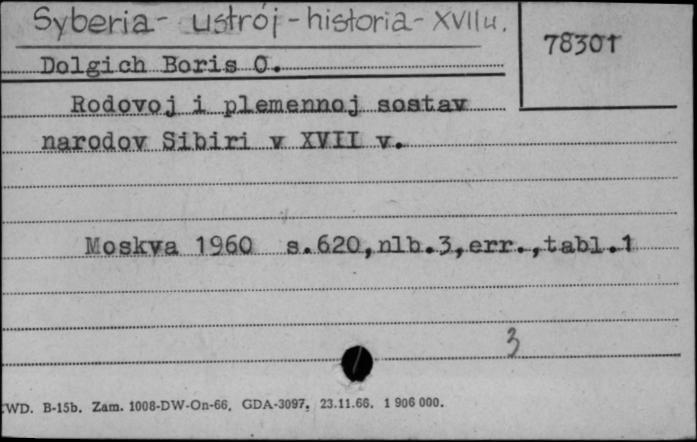 Syberia - ustrój - historia - XVII w.
78301
Dolgich Boris O.
Rodovoj i plemennoj sostav
narodov Sibiri v XVII v.
Moskva 1960 s.620,nlb.3,err.,tabl.1
3
WD. B-15b. Zam. 1008-DW-On-66. GDA-3097. 23.11.66. 1 906 000.